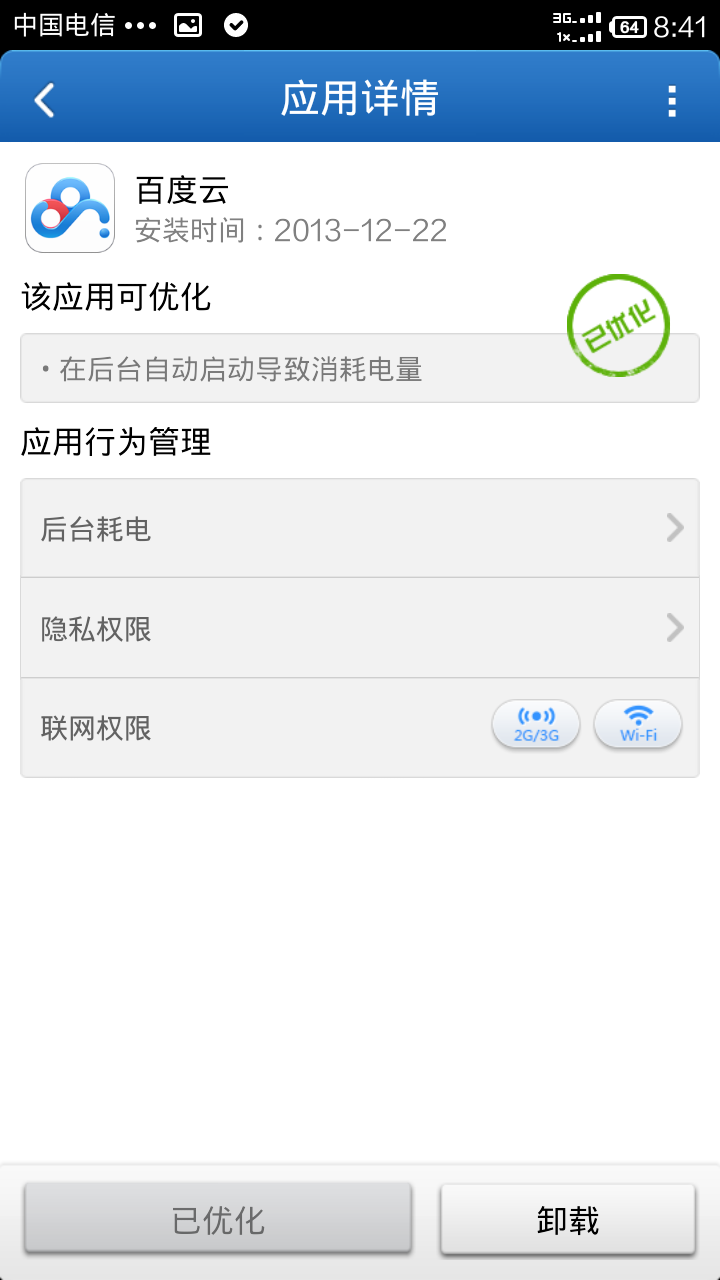 中国电信 ••• 3G 1× 64 8:41
应用详情
百度云
安装时间：2013-12-22
该应用可优化
已优化
• 在后台自动启动导致消耗电量
应用行为管理
后台耗电
隐私权限
联网权限 2G/3G Wi-Fi
已优化 卸载